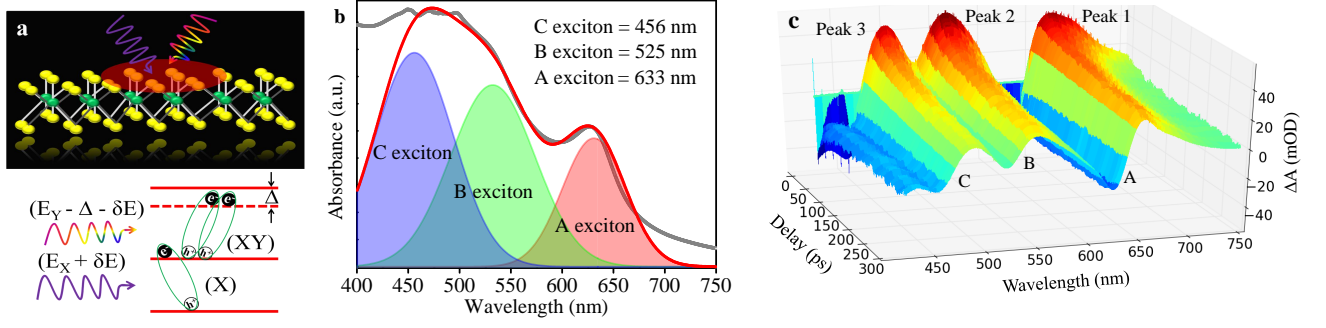 a
(E_Y - Δ - δE)
(E_X + δE)
e⁻
e⁻
Δ
(XY)
h⁺
h⁺
e⁻
(X)
h⁺
b
C exciton = 456 nm
B exciton = 525 nm
A exciton = 633 nm
Absorbance (a.u.)
C exciton
B exciton
A exciton
400 450 500 550 600 650 700 750
Wavelength (nm)
c
Peak 3
Peak 2
Peak 1
C
B
A
40
20
0
-20
-40
ΔA (mOD)
0
50
100
150
200
250
300
Delay (ps)
450 500 550 600 650 700 750
Wavelength (nm)